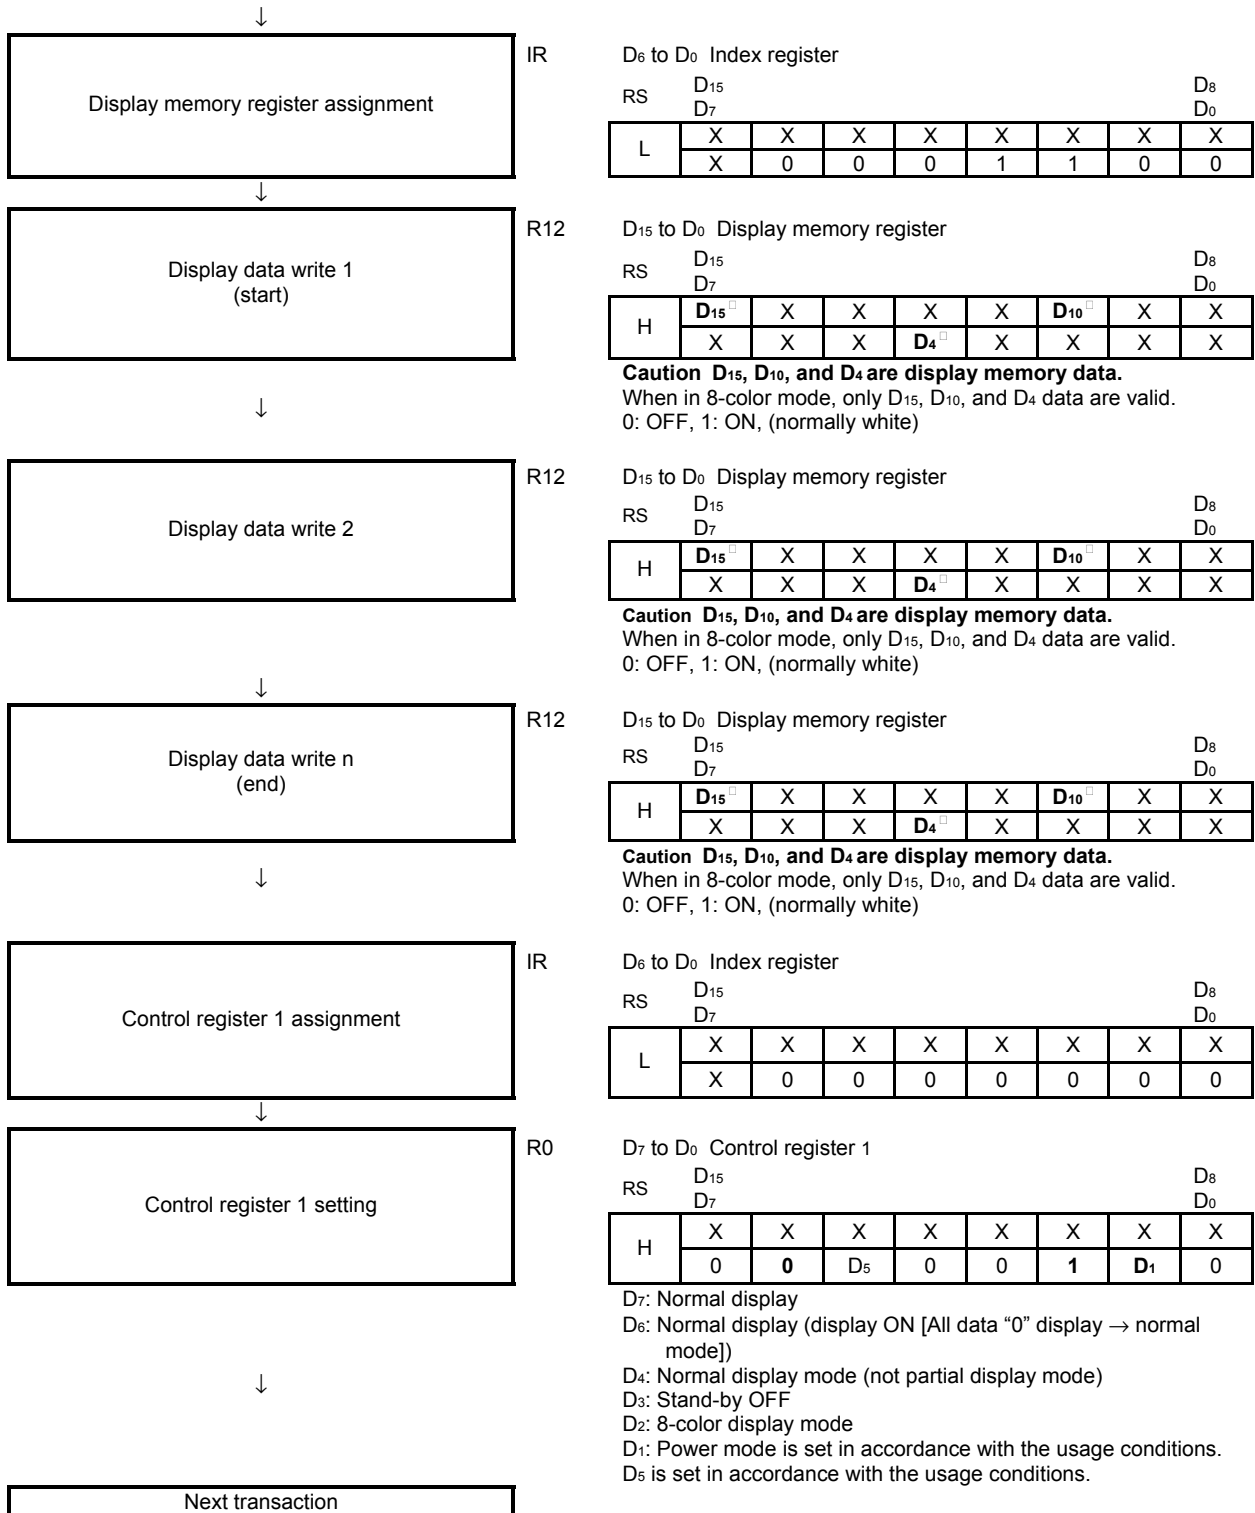 ↓
IR D6 to D0 Index register
Display memory register assignment
RS D15 D8
D7 D0
L X X X X X X X X
X 0 0 0 1 1 0 0
↓
R12 D15 to D0 Display memory register
Display data write 1
(start)
RS D15 D8
D7 D0
H D15 X X X X D10 X X
X X X D4 X X X X
Caution D15, D10, and D4 are display memory data.
When in 8-color mode, only D15, D10, and D4 data are valid.
0: OFF, 1: ON, (normally white)
↓
R12 D15 to D0 Display memory register
Display data write 2
RS D15 D8
D7 D0
H D15 X X X X D10 X X
X X X D4 X X X X
Caution D15, D10, and D4 are display memory data.
When in 8-color mode, only D15, D10, and D4 data are valid.
0: OFF, 1: ON, (normally white)
↓
R12 D15 to D0 Display memory register
Display data write n
(end)
RS D15 D8
D7 D0
H D15 X X X X D10 X X
X X X D4 X X X X
Caution D15, D10, and D4 are display memory data.
When in 8-color mode, only D15, D10, and D4 data are valid.
0: OFF, 1: ON, (normally white)
↓
IR D6 to D0 Index register
Control register 1 assignment
RS D15 D8
D7 D0
L X X X X X X X X
X 0 0 0 0 0 0 0
↓
R0 D7 to D0 Control register 1
Control register 1 setting
RS D15 D8
D7 D0
H X X X X X X X X
0 0 D5 0 0 1 D1 0
D7: Normal display
D6: Normal display (display ON [All data “0” display → normal
mode])
D4: Normal display mode (not partial display mode)
D3: Stand-by OFF
D2: 8-color display mode
D1: Power mode is set in accordance with the usage conditions.
D5 is set in accordance with the usage conditions.
↓
Next transaction